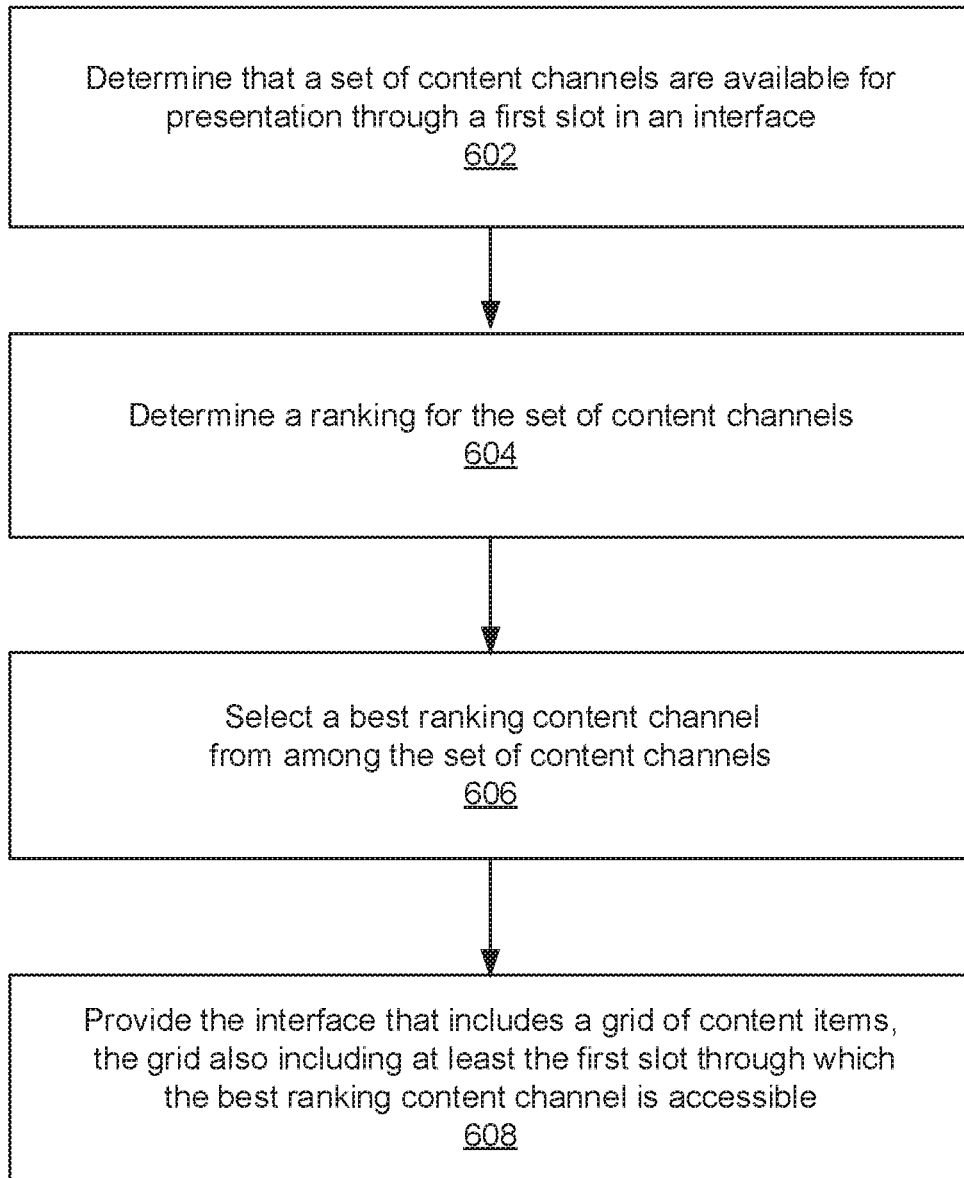 Determine that a set of content channels are available for
presentation through a first slot in an interface
602
Determine a ranking for the set of content channels
604
Select a best ranking content channel
from among the set of content channels
606
Provide the interface that includes a grid of content items,
the grid also including at least the first slot through which
the best ranking content channel is accessible
608